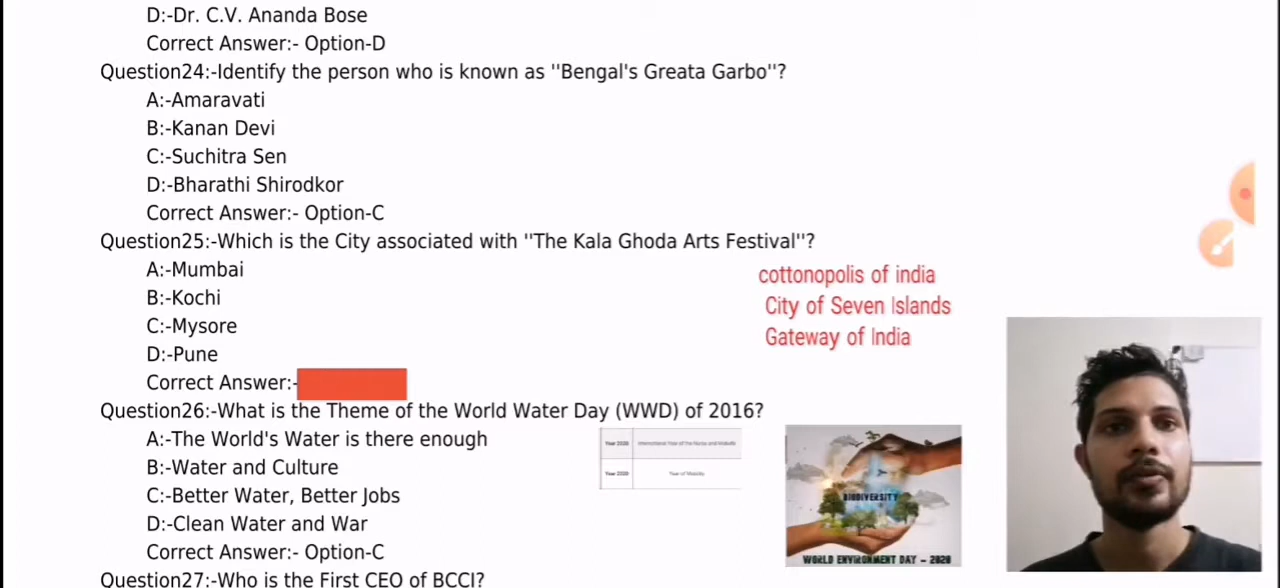 D:-Dr. C.V. Ananda Bose
Correct Answer:- Option-D
Question24:-Identify the person who is known as ''Bengal's Greata Garbo''?
A:-Amaravati
B:-Kanan Devi
C:-Suchitra Sen
D:-Bharathi Shirodkor
Correct Answer:- Option-C
Question25:-Which is the City associated with ''The Kala Ghoda Arts Festival''?
A:-Mumbai
cottonopolis of india
B:-Kochi
City of Seven Islands
C:-Mysore
Gateway of India
D:-Pune
Correct Answer:-
Question26:-What is the Theme of the World Water Day (WWD) of 2016?
A:-The World's Water is there enough
Year 2020
B:-Water and Culture
Year 2020
C:-Better Water, Better Jobs
BIODIVERSITY
D:-Clean Water and War
Correct Answer:- Option-C
WORLD ENVIRONMENT DAY - 2020
Question27:-Who is the First CEO of BCCI?